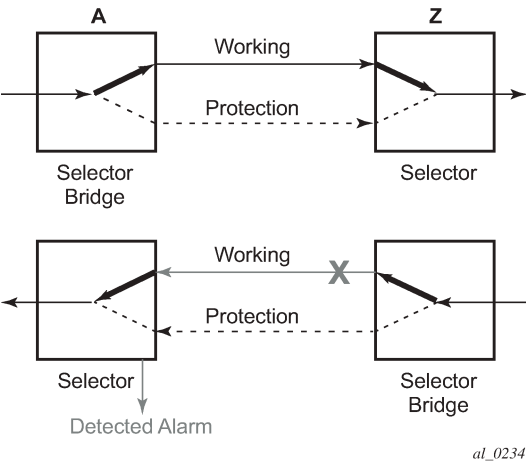 A
Z
Working
Protection
Selector
Bridge
Selector
Working
X
Protection
Selector
Selector
Bridge
Detected Alarm
al_0234